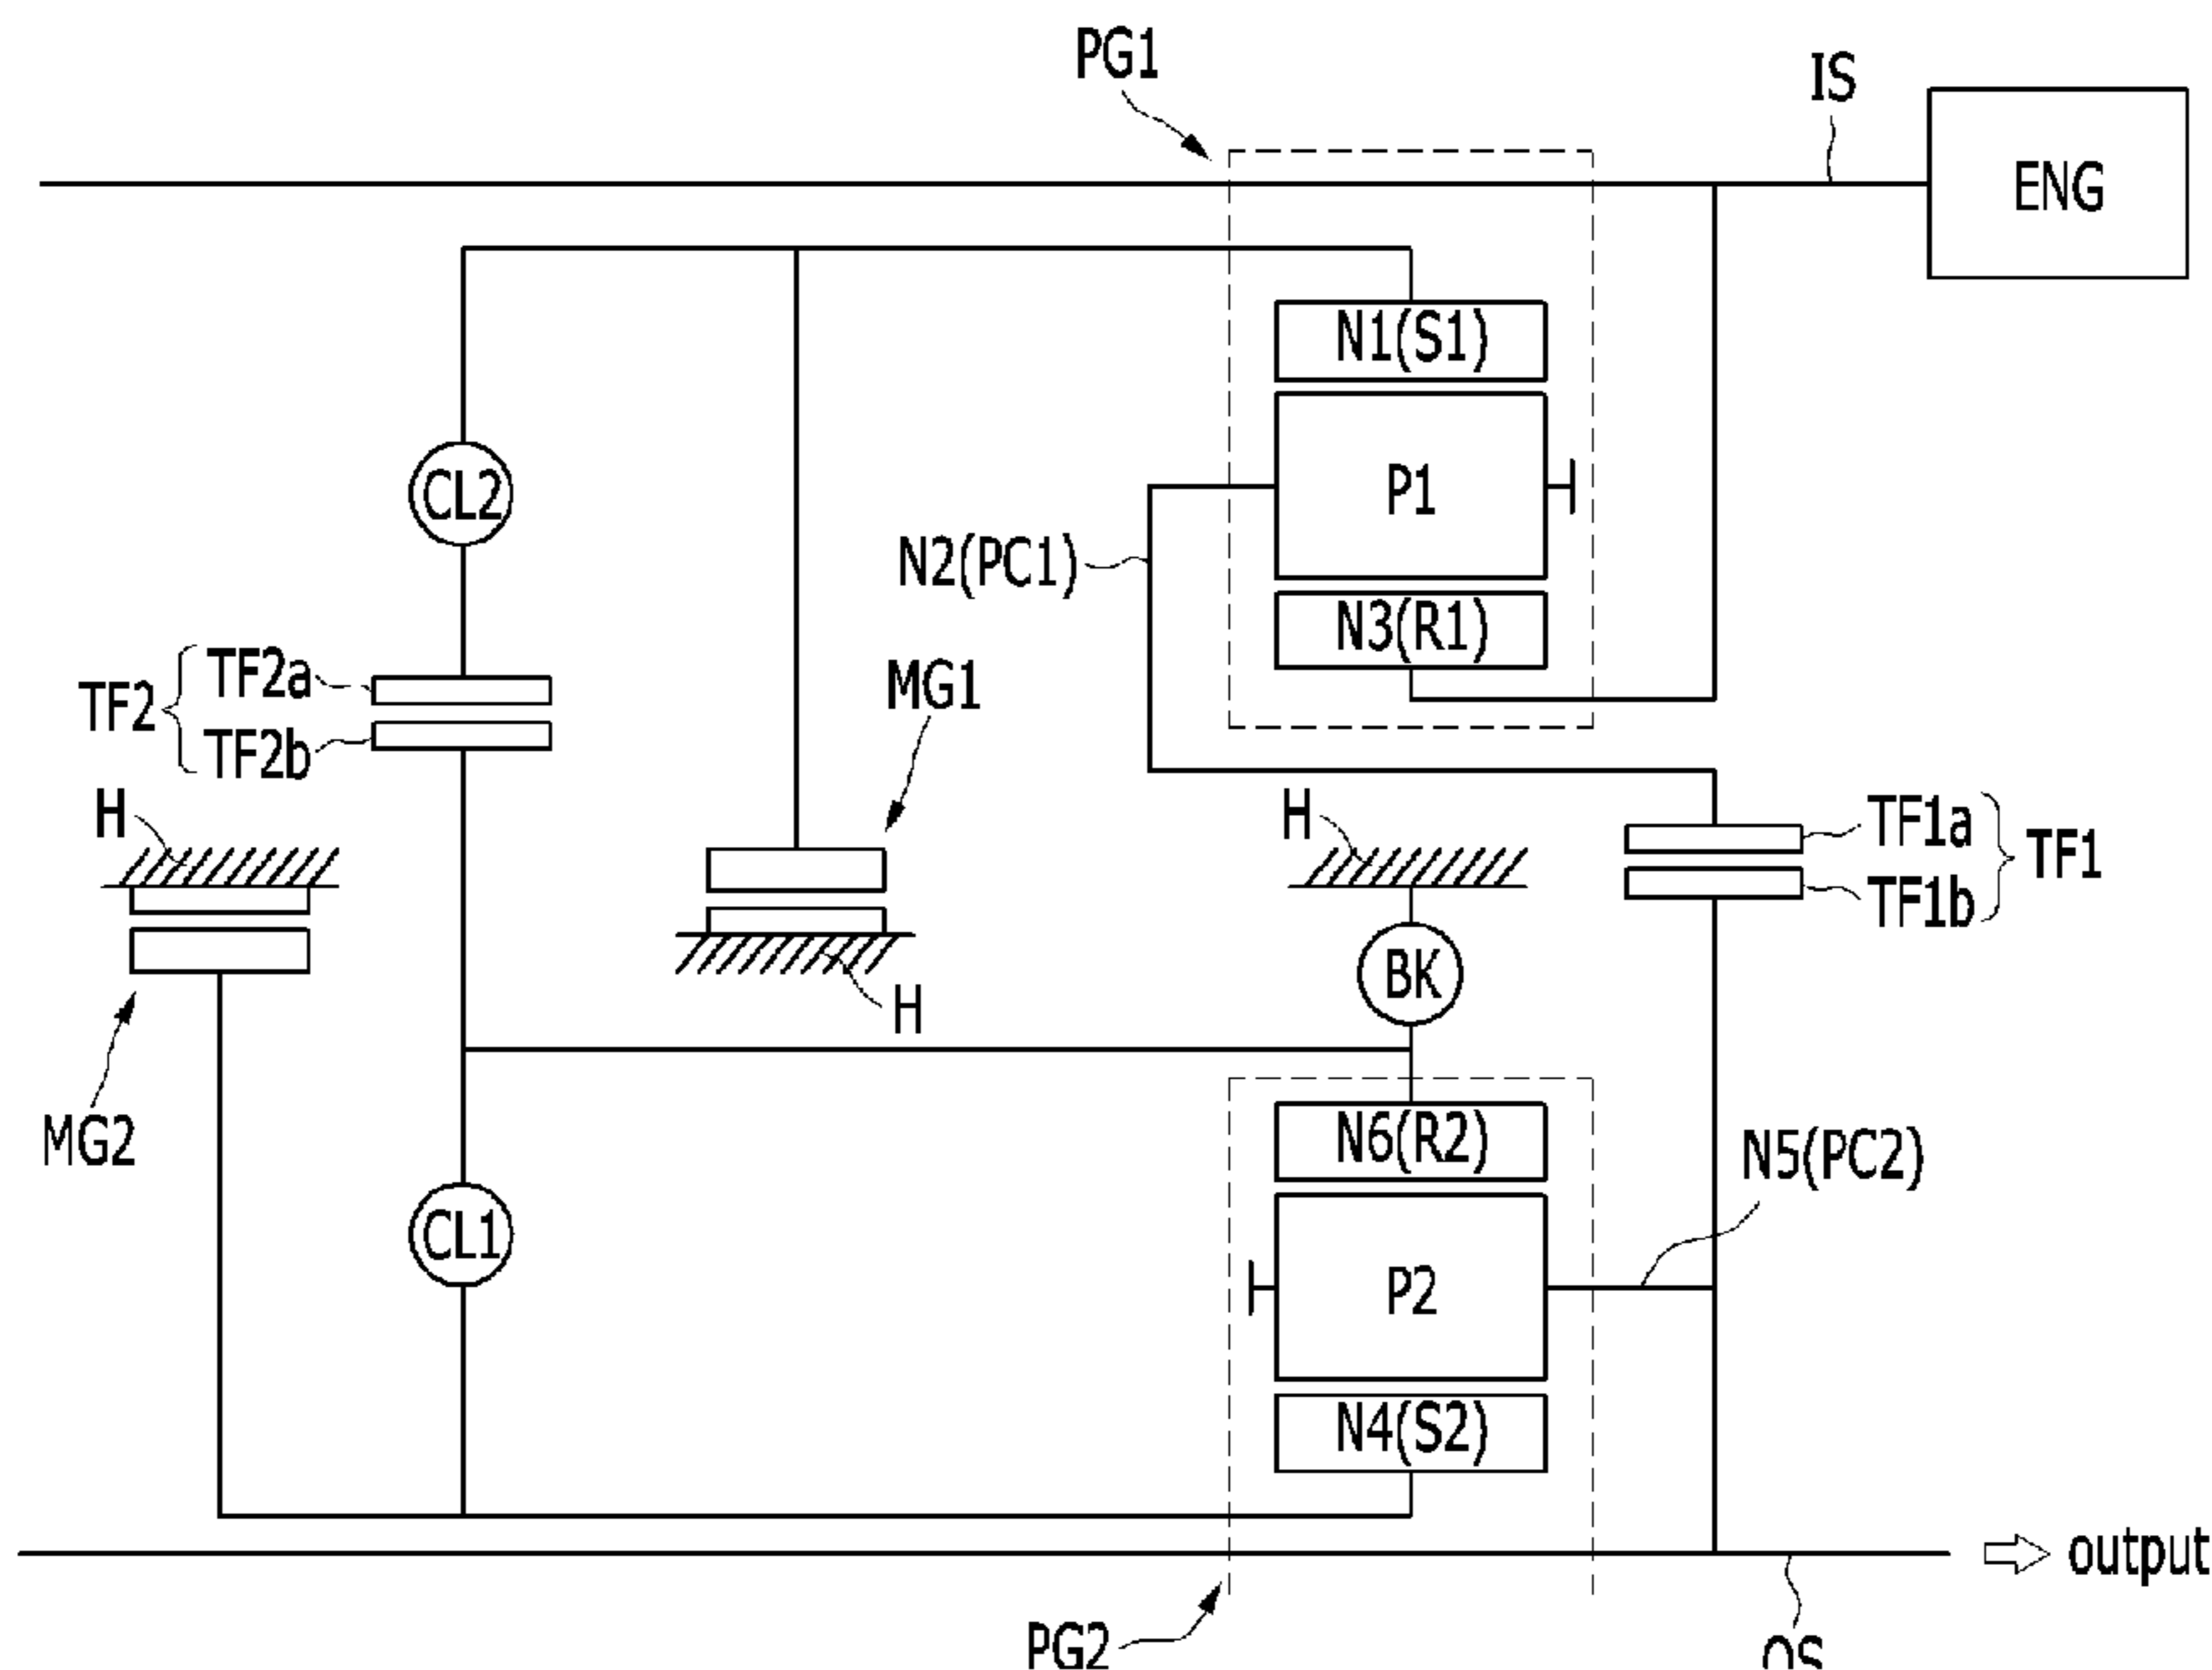 PG1
IS
ENG
N1(S1)
CL2
P1
N2(PC1)
N3(R1)
TF2a
TF2
TF2b
MG1
H
H
TF1a
TF1
TF1b
BK
H
MG2
N6(R2)
N5(PC2)
CL1
P2
N4(S2)
output
PG2
OS